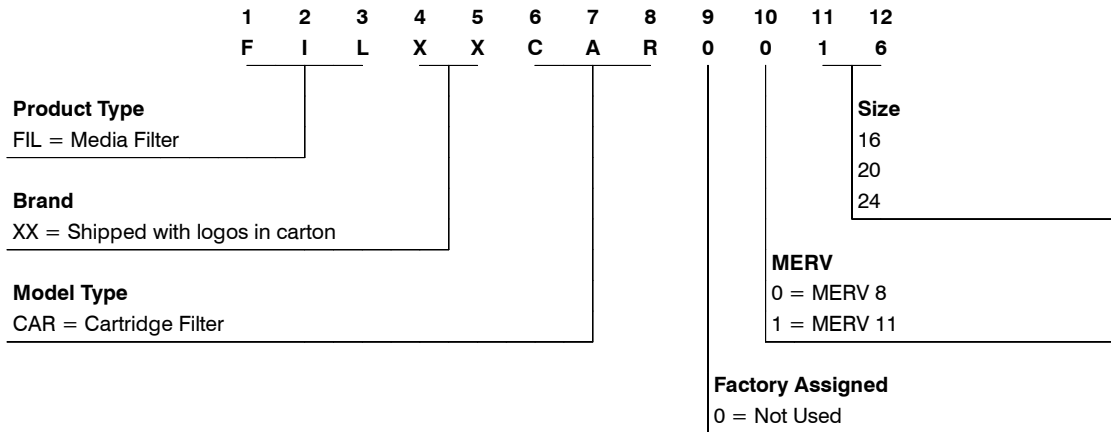 1 2 3 4 5 6 7 8 9 10 11 12
F I L X X C A R 0 0 1 6
Product Type
FIL = Media Filter
Brand
XX = Shipped with logos in carton
Model Type
CAR = Cartridge Filter
Size
16
20
24
MERV
0 = MERV 8
1 = MERV 11
Factory Assigned
0 = Not Used